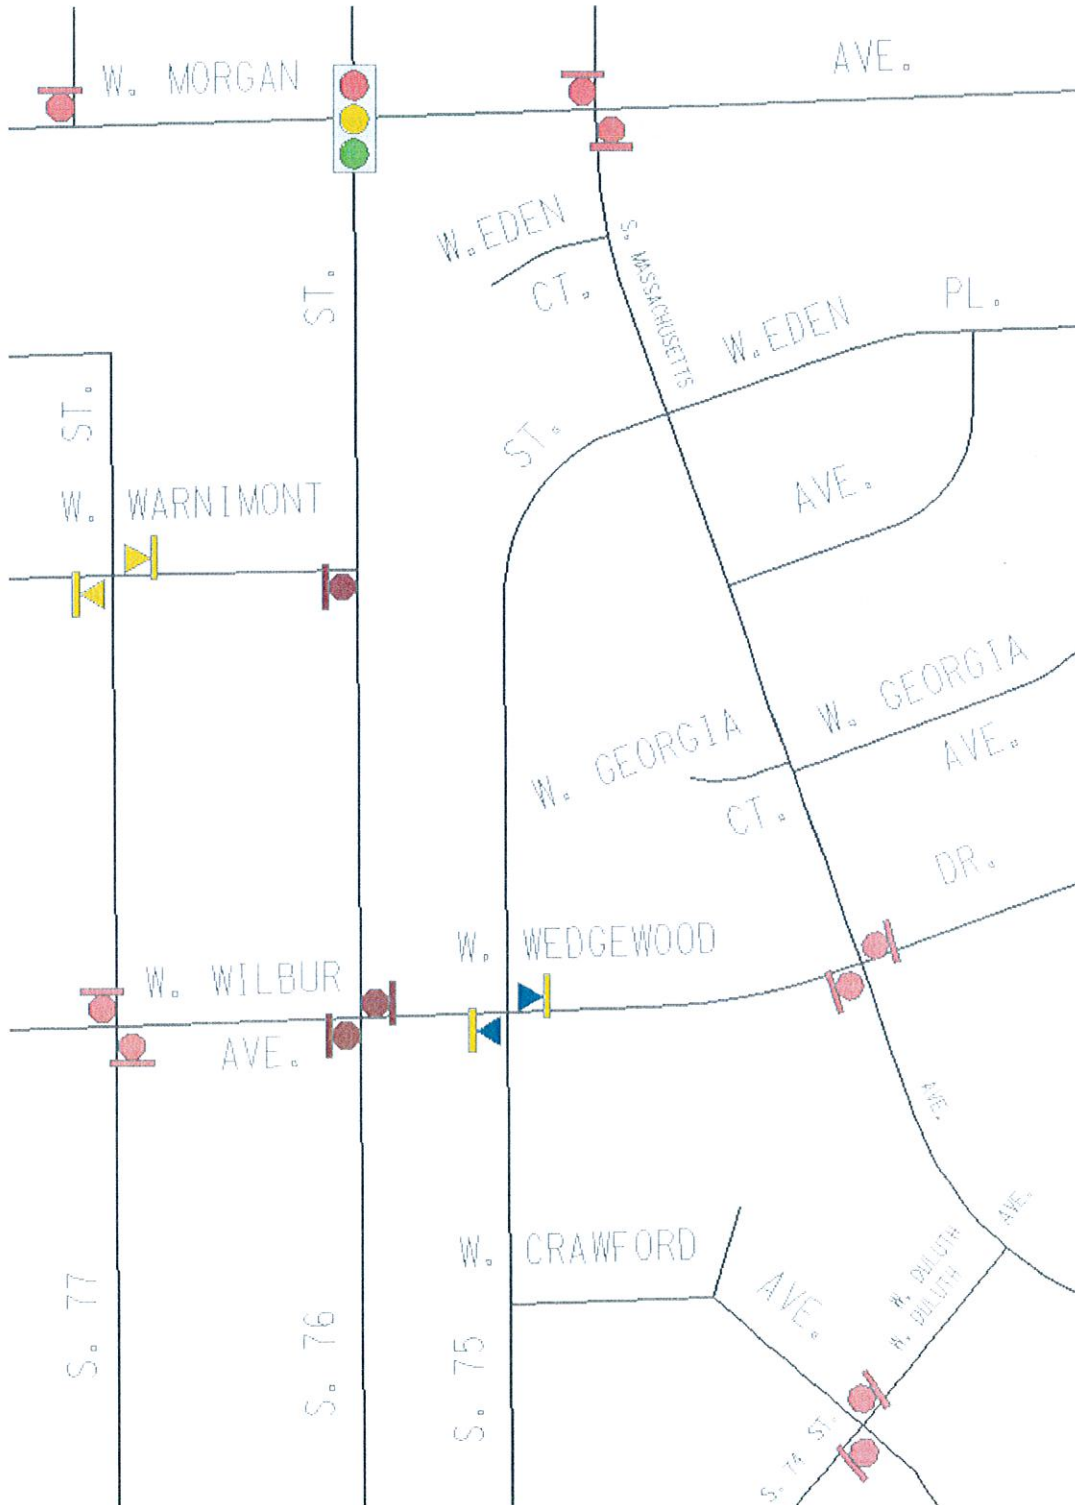 W. MORGAN AVE.
W. EDEN CT.
S. MASSACHUSETTS AVE.
W. EDEN PL.
ST.
ST.
ST.
AVE.
W. WARNIMONT
W. GEORGIA CT.
W. GEORGIA AVE.
W. WEDGEWOOD DR.
W. WILBUR AVE.
W. CRAWFORD AVE.
W. DULUTH AVE.
W. DULUTH
S. 77
S. 76
S. 75
S. 74 ST.